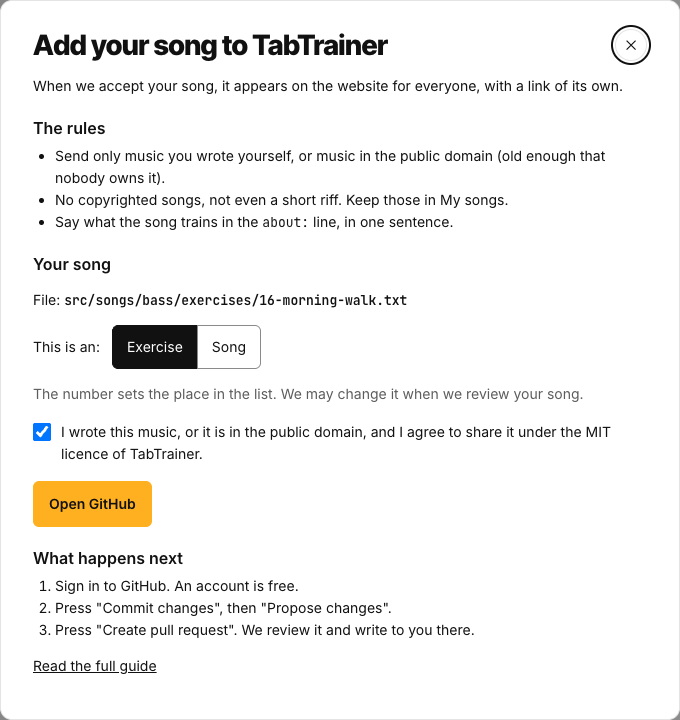 Add your song to TabTrainer
When we accept your song, it appears on the website for everyone, with a link of its own.
The rules
• Send only music you wrote yourself, or music in the public domain (old enough that
nobody owns it).
• No copyrighted songs, not even a short riff. Keep those in My songs.
• Say what the song trains in the about: line, in one sentence.
Your song
File: src/songs/bass/exercises/16-morning-walk.txt
This is an: Exercise Song
The number sets the place in the list. We may change it when we review your song.
I wrote this music, or it is in the public domain, and I agree to share it under the MIT
licence of TabTrainer.
Open GitHub
What happens next
1. Sign in to GitHub. An account is free.
2. Press "Commit changes", then "Propose changes".
3. Press "Create pull request". We review it and write to you there.
Read the full guide